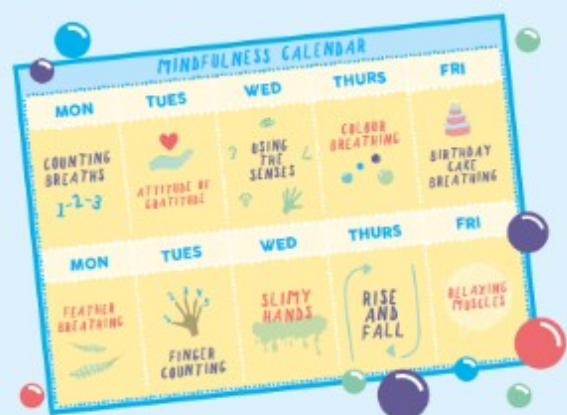 MINDFULNESS CALENDAR
MON TUES WED THURS FRI
COUNTING
BREATHS
1-2-3
ATTITUDE OF
GRATITUDE
USING
THE
SENSES
COLOUR
BREATHING
BIRTHDAY
CAKE
BREATHING
MON TUES WED THURS FRI
FEATHER
BREATHING
FINGER
COUNTING
SLIMY
HANDS
RISE
AND
FALL
RELAXING
MUSCLES